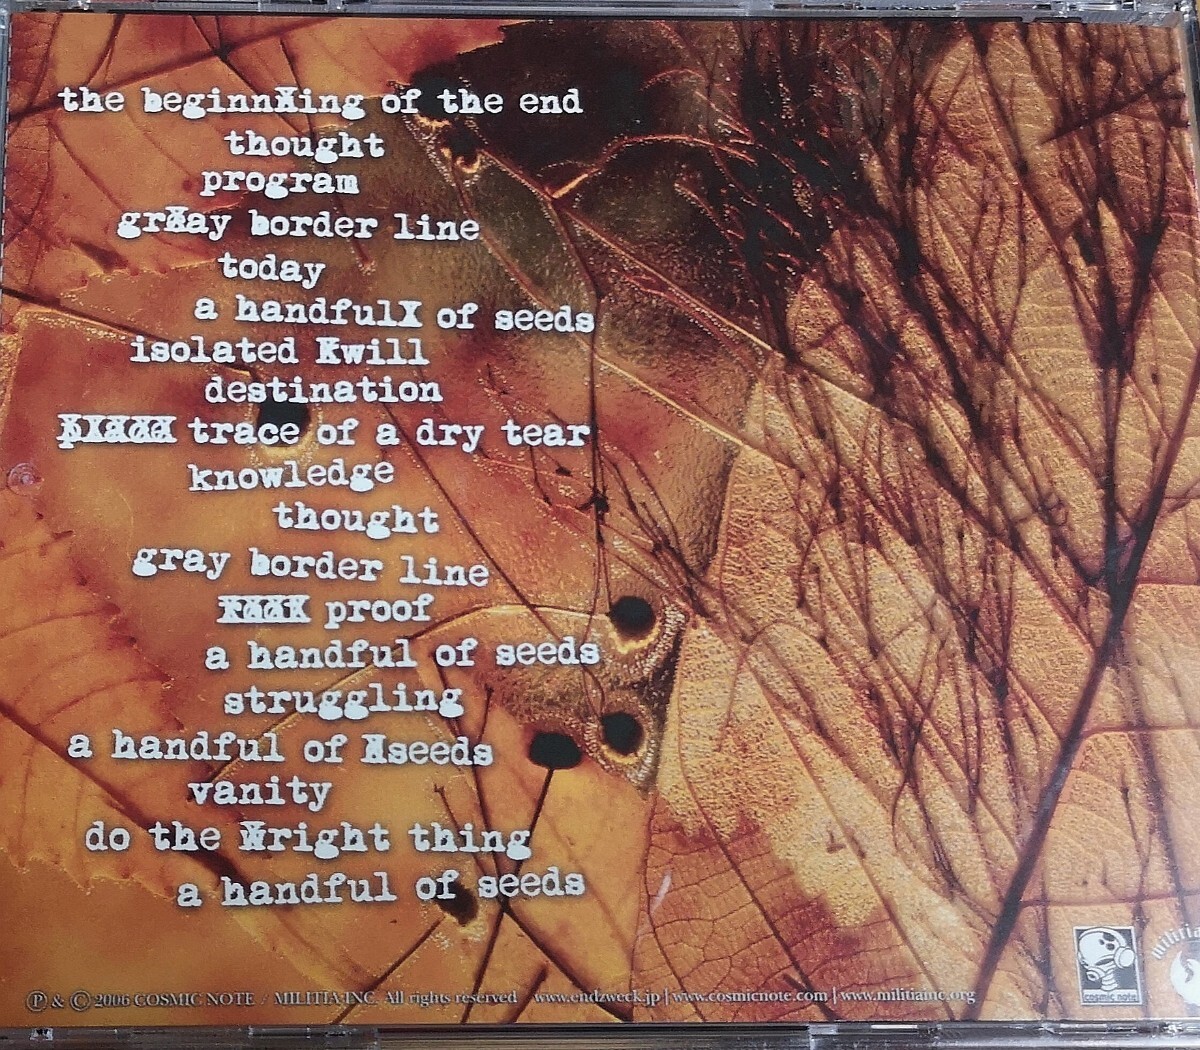 the beginnXing of the end
thought
program
grXay border line
today
a handfulX of seeds
isolated Xwill
destination
trace of a dry tear
knowledge
thought
gray border line
proof
a handful of seeds
struggling
a handful of Xseeds
vanity
do the Xright thing
a handful of seeds
℗ & © 2006 COSMIC NOTE / MILITIA INC. All rights reserved www.endzweck.jp | www.cosmicnote.com | www.militiainc.org
cosmic note
militia